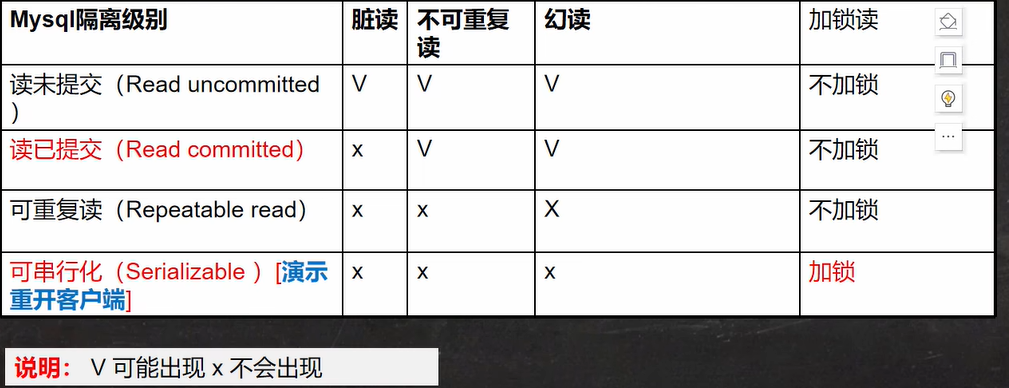 Mysql隔离级别 脏读 不可重复 幻读 加锁读
读
读未提交（Read uncommitted V V V 不加锁
）
读已提交（Read committed） x V V 不加锁
可重复读（Repeatable read） x x X 不加锁
可串行化（Serializable ）[演示 x x x 加锁
重开客户端]
说明： V 可能出现 x 不会出现